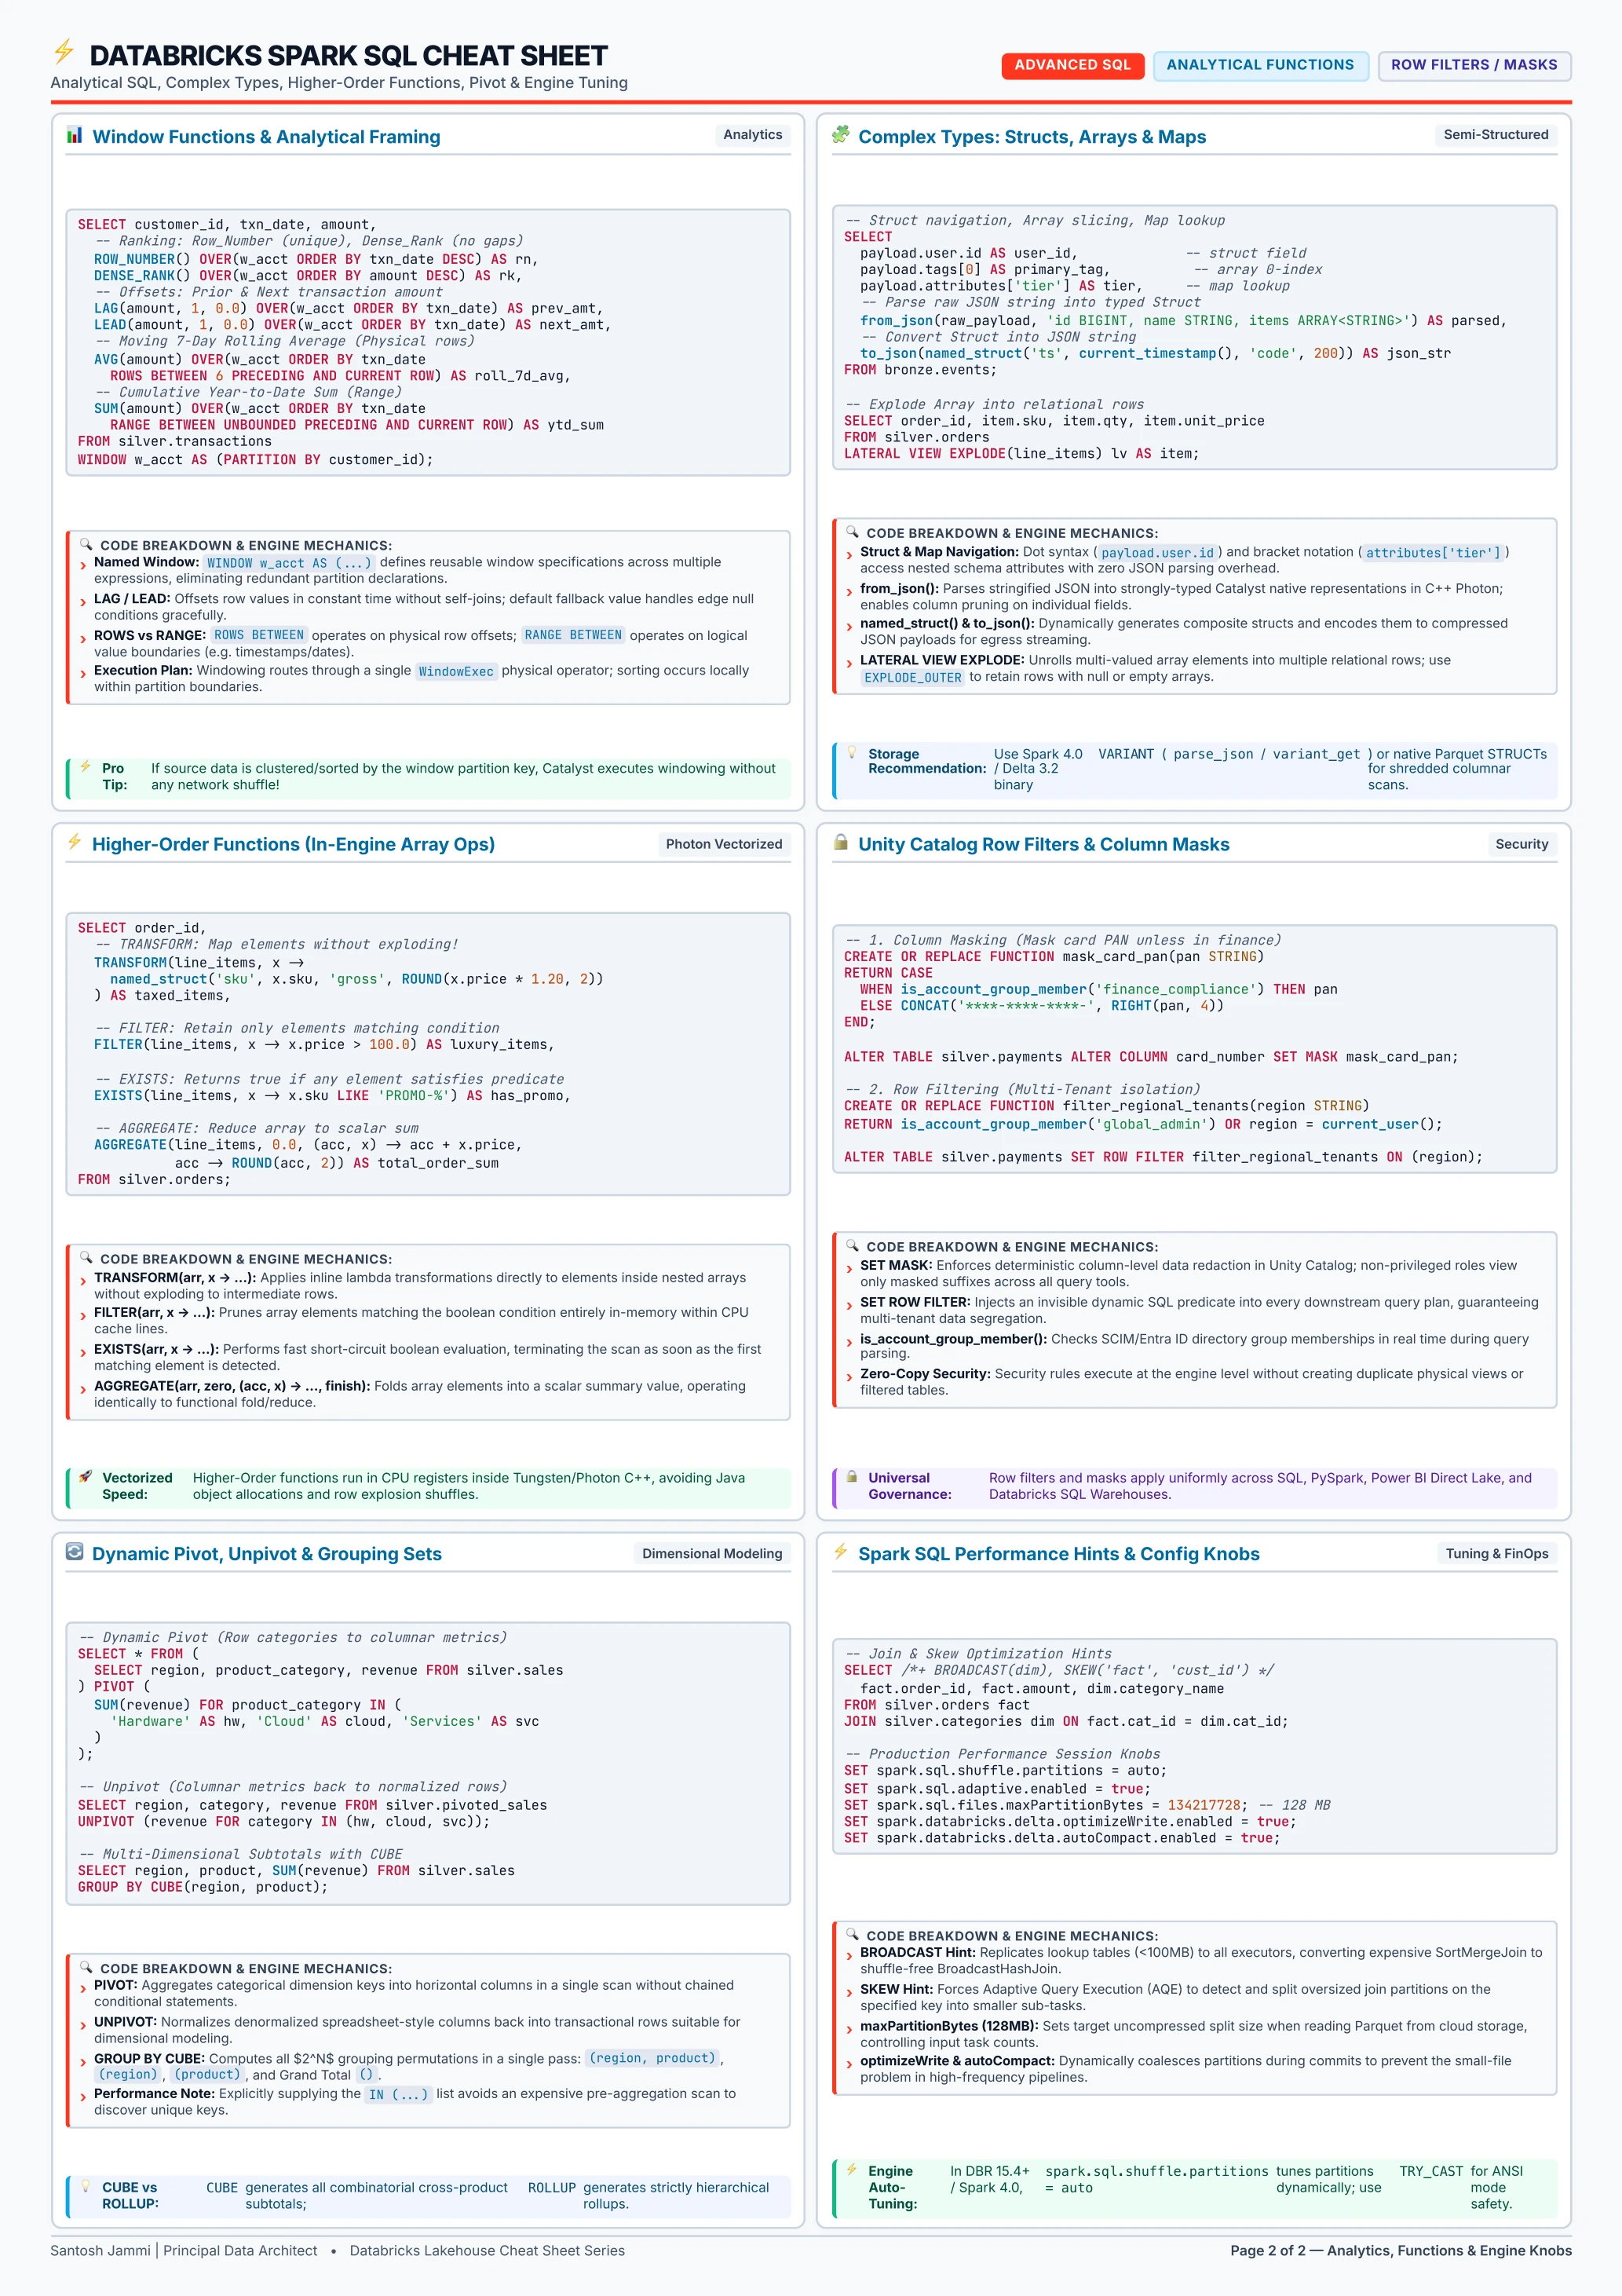 ⚡ DATABRICKS SPARK SQL CHEAT SHEET
Analytical SQL, Complex Types, Higher-Order Functions, Pivot & Engine Tuning
ADVANCED SQL
ANALYTICAL FUNCTIONS
ROW FILTERS / MASKS
📊 Window Functions & Analytical Framing
Analytics
SELECT customer_id, txn_date, amount,
  -- Ranking: Row_Number (unique), Dense_Rank (no gaps)
  ROW_NUMBER() OVER(w_acct ORDER BY txn_date DESC) AS rn,
  DENSE_RANK() OVER(w_acct ORDER BY amount DESC) AS rk,
  -- Offsets: Prior & Next transaction amount
  LAG(amount, 1, 0.0) OVER(w_acct ORDER BY txn_date) AS prev_amt,
  LEAD(amount, 1, 0.0) OVER(w_acct ORDER BY txn_date) AS next_amt,
  -- Moving 7-Day Rolling Average (Physical rows)
  AVG(amount) OVER(w_acct ORDER BY txn_date
    ROWS BETWEEN 6 PRECEDING AND CURRENT ROW) AS roll_7d_avg,
  -- Cumulative Year-to-Date Sum (Range)
  SUM(amount) OVER(w_acct ORDER BY txn_date
    RANGE BETWEEN UNBOUNDED PRECEDING AND CURRENT ROW) AS ytd_sum
FROM silver.transactions
WINDOW w_acct AS (PARTITION BY customer_id);
🔍 CODE BREAKDOWN & ENGINE MECHANICS:
› Named Window: WINDOW w_acct AS (...) defines reusable window specifications across multiple
expressions, eliminating redundant partition declarations.
› LAG / LEAD: Offsets row values in constant time without self-joins; default fallback value handles edge null
conditions gracefully.
› ROWS vs RANGE: ROWS BETWEEN operates on physical row offsets; RANGE BETWEEN operates on logical
value boundaries (e.g. timestamps/dates).
› Execution Plan: Windowing routes through a single WindowExec physical operator; sorting occurs locally
within partition boundaries.
⚡ Pro Tip: If source data is clustered/sorted by the window partition key, Catalyst executes windowing without
any network shuffle!
🧩 Complex Types: Structs, Arrays & Maps
Semi-Structured
-- Struct navigation, Array slicing, Map lookup
SELECT
  payload.user.id AS user_id,             -- struct field
  payload.tags[0] AS primary_tag,          -- array 0-index
  payload.attributes['tier'] AS tier,     -- map lookup
  -- Parse raw JSON string into typed Struct
  from_json(raw_payload, 'id BIGINT, name STRING, items ARRAY<STRING>') AS parsed,
  -- Convert Struct into JSON string
  to_json(named_struct('ts', current_timestamp(), 'code', 200)) AS json_str
FROM bronze.events;
-- Explode Array into relational rows
SELECT order_id, item.sku, item.qty, item.unit_price
FROM silver.orders
LATERAL VIEW EXPLODE(line_items) lv AS item;
🔍 CODE BREAKDOWN & ENGINE MECHANICS:
› Struct & Map Navigation: Dot syntax ( payload.user.id ) and bracket notation ( attributes['tier'] )
access nested schema attributes with zero JSON parsing overhead.
› from_json(): Parses stringified JSON into strongly-typed Catalyst native representations in C++ Photon;
enables column pruning on individual fields.
› named_struct() & to_json(): Dynamically generates composite structs and encodes them to compressed
JSON payloads for egress streaming.
› LATERAL VIEW EXPLODE: Unrolls multi-valued array elements into multiple relational rows; use
EXPLODE_OUTER to retain rows with null or empty arrays.
💡 Storage Recommendation: Use Spark 4.0 / Delta 3.2 binary VARIANT ( parse_json / variant_get ) or native Parquet STRUCTs for shredded columnar scans.
⚡ Higher-Order Functions (In-Engine Array Ops)
Photon Vectorized
SELECT order_id,
  -- TRANSFORM: Map elements without exploding!
  TRANSFORM(line_items, x ->
    named_struct('sku', x.sku, 'gross', ROUND(x.price * 1.20, 2))
  ) AS taxed_items,
  -- FILTER: Retain only elements matching condition
  FILTER(line_items, x -> x.price > 100.0) AS luxury_items,
  -- EXISTS: Returns true if any element satisfies predicate
  EXISTS(line_items, x -> x.sku LIKE 'PROMO-%') AS has_promo,
  -- AGGREGATE: Reduce array to scalar sum
  AGGREGATE(line_items, 0.0, (acc, x) -> acc + x.price,
            acc -> ROUND(acc, 2)) AS total_order_sum
FROM silver.orders;
🔍 CODE BREAKDOWN & ENGINE MECHANICS:
› TRANSFORM(arr, x → ...): Applies inline lambda transformations directly to elements inside nested arrays
without exploding to intermediate rows.
› FILTER(arr, x → ...): Prunes array elements matching the boolean condition entirely in-memory within CPU
cache lines.
› EXISTS(arr, x → ...): Performs fast short-circuit boolean evaluation, terminating the scan as soon as the first
matching element is detected.
› AGGREGATE(arr, zero, (acc, x) → ..., finish): Folds array elements into a scalar summary value, operating
identically to functional fold/reduce.
🚀 Vectorized Speed: Higher-Order functions run in CPU registers inside Tungsten/Photon C++, avoiding Java
object allocations and row explosion shuffles.
🔒 Unity Catalog Row Filters & Column Masks
Security
-- 1. Column Masking (Mask card PAN unless in finance)
CREATE OR REPLACE FUNCTION mask_card_pan(pan STRING)
RETURN CASE
  WHEN is_account_group_member('finance_compliance') THEN pan
  ELSE CONCAT('****-****-****-', RIGHT(pan, 4))
END;
ALTER TABLE silver.payments ALTER COLUMN card_number SET MASK mask_card_pan;
-- 2. Row Filtering (Multi-Tenant isolation)
CREATE OR REPLACE FUNCTION filter_regional_tenants(region STRING)
RETURN is_account_group_member('global_admin') OR region = current_user();
ALTER TABLE silver.payments SET ROW FILTER filter_regional_tenants ON (region);
🔍 CODE BREAKDOWN & ENGINE MECHANICS:
› SET MASK: Enforces deterministic column-level data redaction in Unity Catalog; non-privileged roles view
only masked suffixes across all query tools.
› SET ROW FILTER: Injects an invisible dynamic SQL predicate into every downstream query plan, guaranteeing
multi-tenant data segregation.
› is_account_group_member(): Checks SCIM/Entra ID directory group memberships in real time during query
parsing.
› Zero-Copy Security: Security rules execute at the engine level without creating duplicate physical views or
filtered tables.
🔒 Universal Governance: Row filters and masks apply uniformly across SQL, PySpark, Power BI Direct Lake, and
Databricks SQL Warehouses.
🔄 Dynamic Pivot, Unpivot & Grouping Sets
Dimensional Modeling
-- Dynamic Pivot (Row categories to columnar metrics)
SELECT * FROM (
  SELECT region, product_category, revenue FROM silver.sales
) PIVOT (
  SUM(revenue) FOR product_category IN (
    'Hardware' AS hw, 'Cloud' AS cloud, 'Services' AS svc
  )
);
-- Unpivot (Columnar metrics back to normalized rows)
SELECT region, category, revenue FROM silver.pivoted_sales
UNPIVOT (revenue FOR category IN (hw, cloud, svc));
-- Multi-Dimensional Subtotals with CUBE
SELECT region, product, SUM(revenue) FROM silver.sales
GROUP BY CUBE(region, product);
🔍 CODE BREAKDOWN & ENGINE MECHANICS:
› PIVOT: Aggregates categorical dimension keys into horizontal columns in a single scan without chained
conditional statements.
› UNPIVOT: Normalizes denormalized spreadsheet-style columns back into transactional rows suitable for
dimensional modeling.
› GROUP BY CUBE: Computes all $2^N$ grouping permutations in a single pass: (region, product) ,
(region) , (product) , and Grand Total () .
› Performance Note: Explicitly supplying the IN (...) list avoids an expensive pre-aggregation scan to
discover unique keys.
💡 CUBE vs ROLLUP: CUBE generates all combinatorial cross-product subtotals; ROLLUP generates strictly hierarchical rollups.
⚡ Spark SQL Performance Hints & Config Knobs
Tuning & FinOps
-- Join & Skew Optimization Hints
SELECT /*+ BROADCAST(dim), SKEW('fact', 'cust_id') */
  fact.order_id, fact.amount, dim.category_name
FROM silver.orders fact
JOIN silver.categories dim ON fact.cat_id = dim.cat_id;
-- Production Performance Session Knobs
SET spark.sql.shuffle.partitions = auto;
SET spark.sql.adaptive.enabled = true;
SET spark.sql.files.maxPartitionBytes = 134217728; -- 128 MB
SET spark.databricks.delta.optimizeWrite.enabled = true;
SET spark.databricks.delta.autoCompact.enabled = true;
🔍 CODE BREAKDOWN & ENGINE MECHANICS:
› BROADCAST Hint: Replicates lookup tables (<100MB) to all executors, converting expensive SortMergeJoin to
shuffle-free BroadcastHashJoin.
› SKEW Hint: Forces Adaptive Query Execution (AQE) to detect and split oversized join partitions on the
specified key into smaller sub-tasks.
› maxPartitionBytes (128MB): Sets target uncompressed split size when reading Parquet from cloud storage,
controlling input task counts.
› optimizeWrite & autoCompact: Dynamically coalesces partitions during commits to prevent the small-file
problem in high-frequency pipelines.
⚡ Engine Auto-Tuning: In DBR 15.4+ / Spark 4.0, spark.sql.shuffle.partitions = auto tunes partitions dynamically; use TRY_CAST for ANSI mode safety.
Santosh Jammi | Principal Data Architect • Databricks Lakehouse Cheat Sheet Series
Page 2 of 2 — Analytics, Functions & Engine Knobs